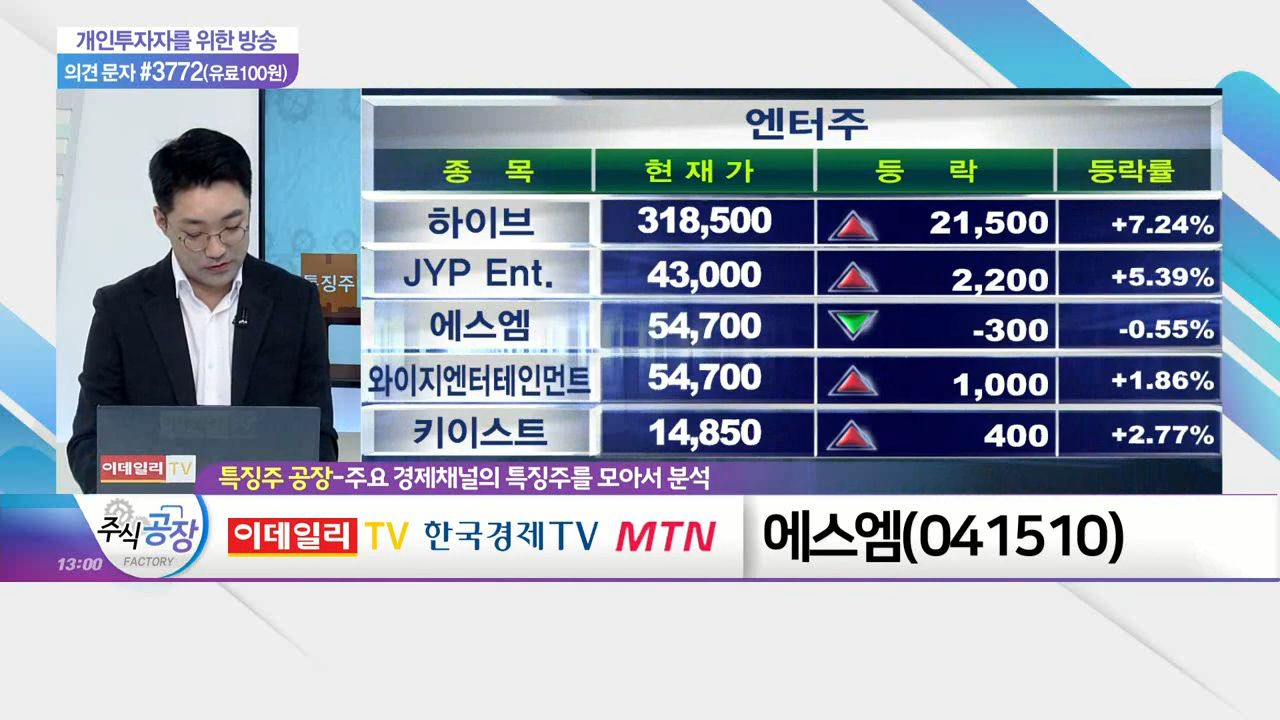 개인투자자를 위한 방송
의견 문자 #3772(유료100원)
엔터주
종 목 현 재 가 등 락 등락률
하이브 318,500 ▲ 21,500 +7.24%
JYP Ent. 43,000 ▲ 2,200 +5.39%
에스엠 54,700 ▼ -300 -0.55%
와이지엔터테인먼트 54,700 ▲ 1,000 +1.86%
키이스트 14,850 ▲ 400 +2.77%
특징주
이데일리 TV
특징주 공장-주요 경제채널의 특징주를 모아서 분석
주식공장
FACTORY
13:00
이데일리 TV 한국경제TV MTN
에스엠(041510)